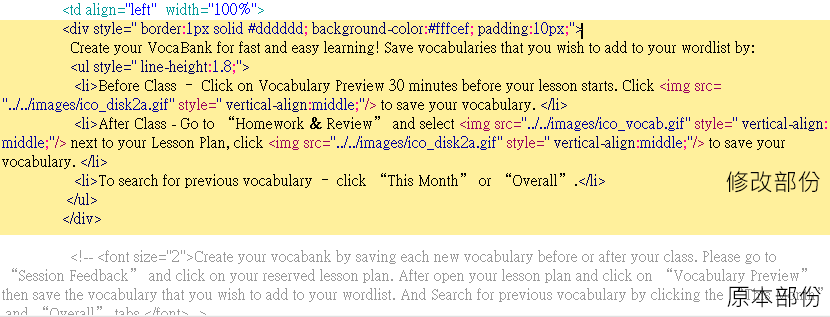 <td align="left" width="100%">
<div style=" border:1px solid #dddddd; background-color:#fffcef; padding:10px;">
Create your VocaBank for fast and easy learning! Save vocabularies that you wish to add to your wordlist by:
<ul style=" line-height:1.8;">
<li>Before Class – Click on Vocabulary Preview 30 minutes before your lesson starts. Click <img src=
"../../images/ico_disk2a.gif" style=" vertical-align:middle;"/> to save your vocabulary. </li>
<li>After Class - Go to “Homework & Review” and select <img src="../../images/ico_vocab.gif" style=" vertical-align:
middle;"/> next to your Lesson Plan, click <img src="../../images/ico_disk2a.gif" style=" vertical-align:middle;"/> to save your
vocabulary. </li>
<li>To search for previous vocabulary – click “This Month” or “Overall”.</li>
修改部份
</ul>
</div>
<!-- <font size="2">Create your vocabank by saving each new vocabulary before or after your class. Please go to
“Session Feedback” and click on your reserved lesson plan. After open your lesson plan and click on “Vocabulary Preview”
then save the vocabulary that you wish to add to your wordlist. And Search for previous vocabulary by clicking the
原本部份
and “Overall” tabs.</font>